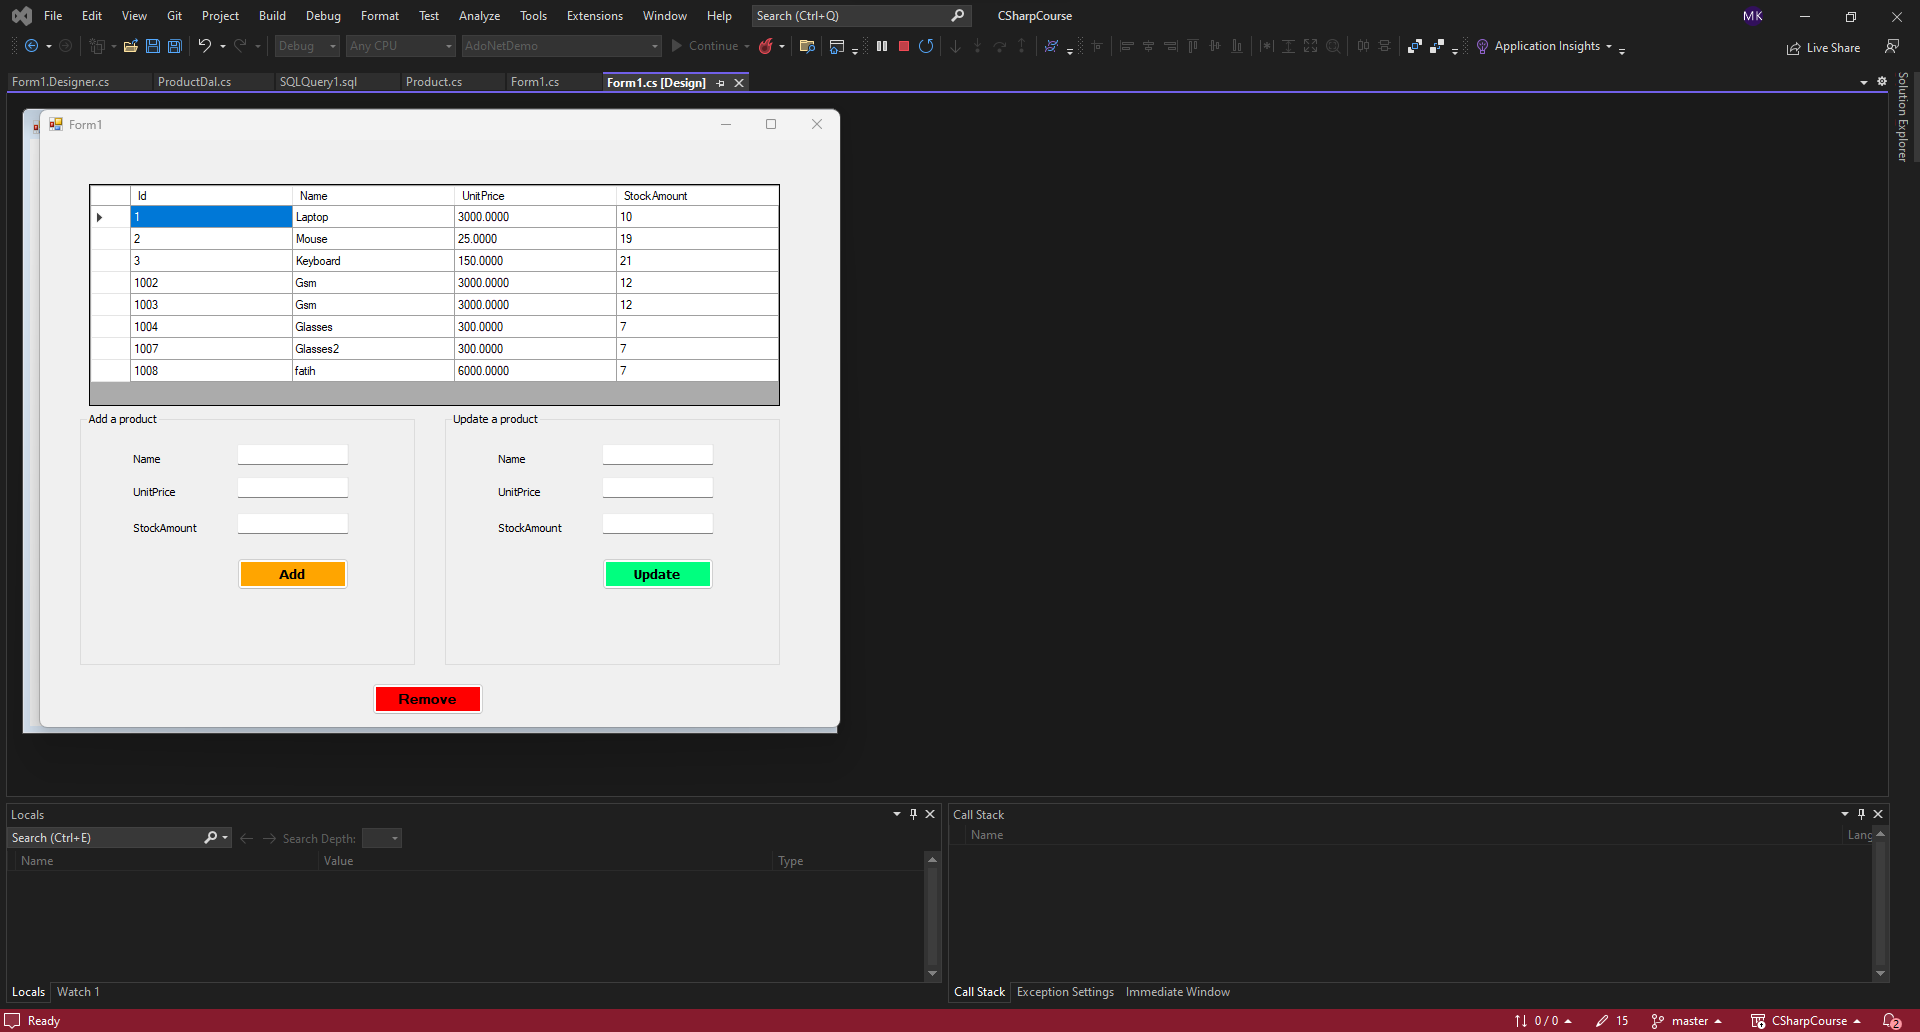 File Edit View Git Project Build Debug Format Test Analyze Tools Extensions Window Help Search (Ctrl+Q) CSharpCourse MK
Debug Any CPU AdoNetDemo Continue Application Insights Live Share
Form1.Designer.cs ProductDal.cs SQLQuery1.sql Product.cs Form1.cs Form1.cs [Design]
Solution Explorer
Form1
Id Name UnitPrice StockAmount
1 Laptop 3000.0000 10
2 Mouse 25.0000 19
3 Keyboard 150.0000 21
1002 Gsm 3000.0000 12
1003 Gsm 3000.0000 12
1004 Glasses 300.0000 7
1007 Glasses2 300.0000 7
1008 fatih 6000.0000 7
Add a product
Name
UnitPrice
StockAmount
Add
Update a product
Name
UnitPrice
StockAmount
Update
Remove
Locals
Search (Ctrl+E) Search Depth:
Name Value Type
Locals Watch 1
Call Stack
Name Lang
Call Stack Exception Settings Immediate Window
Ready 0 / 0 15 master CSharpCourse 2